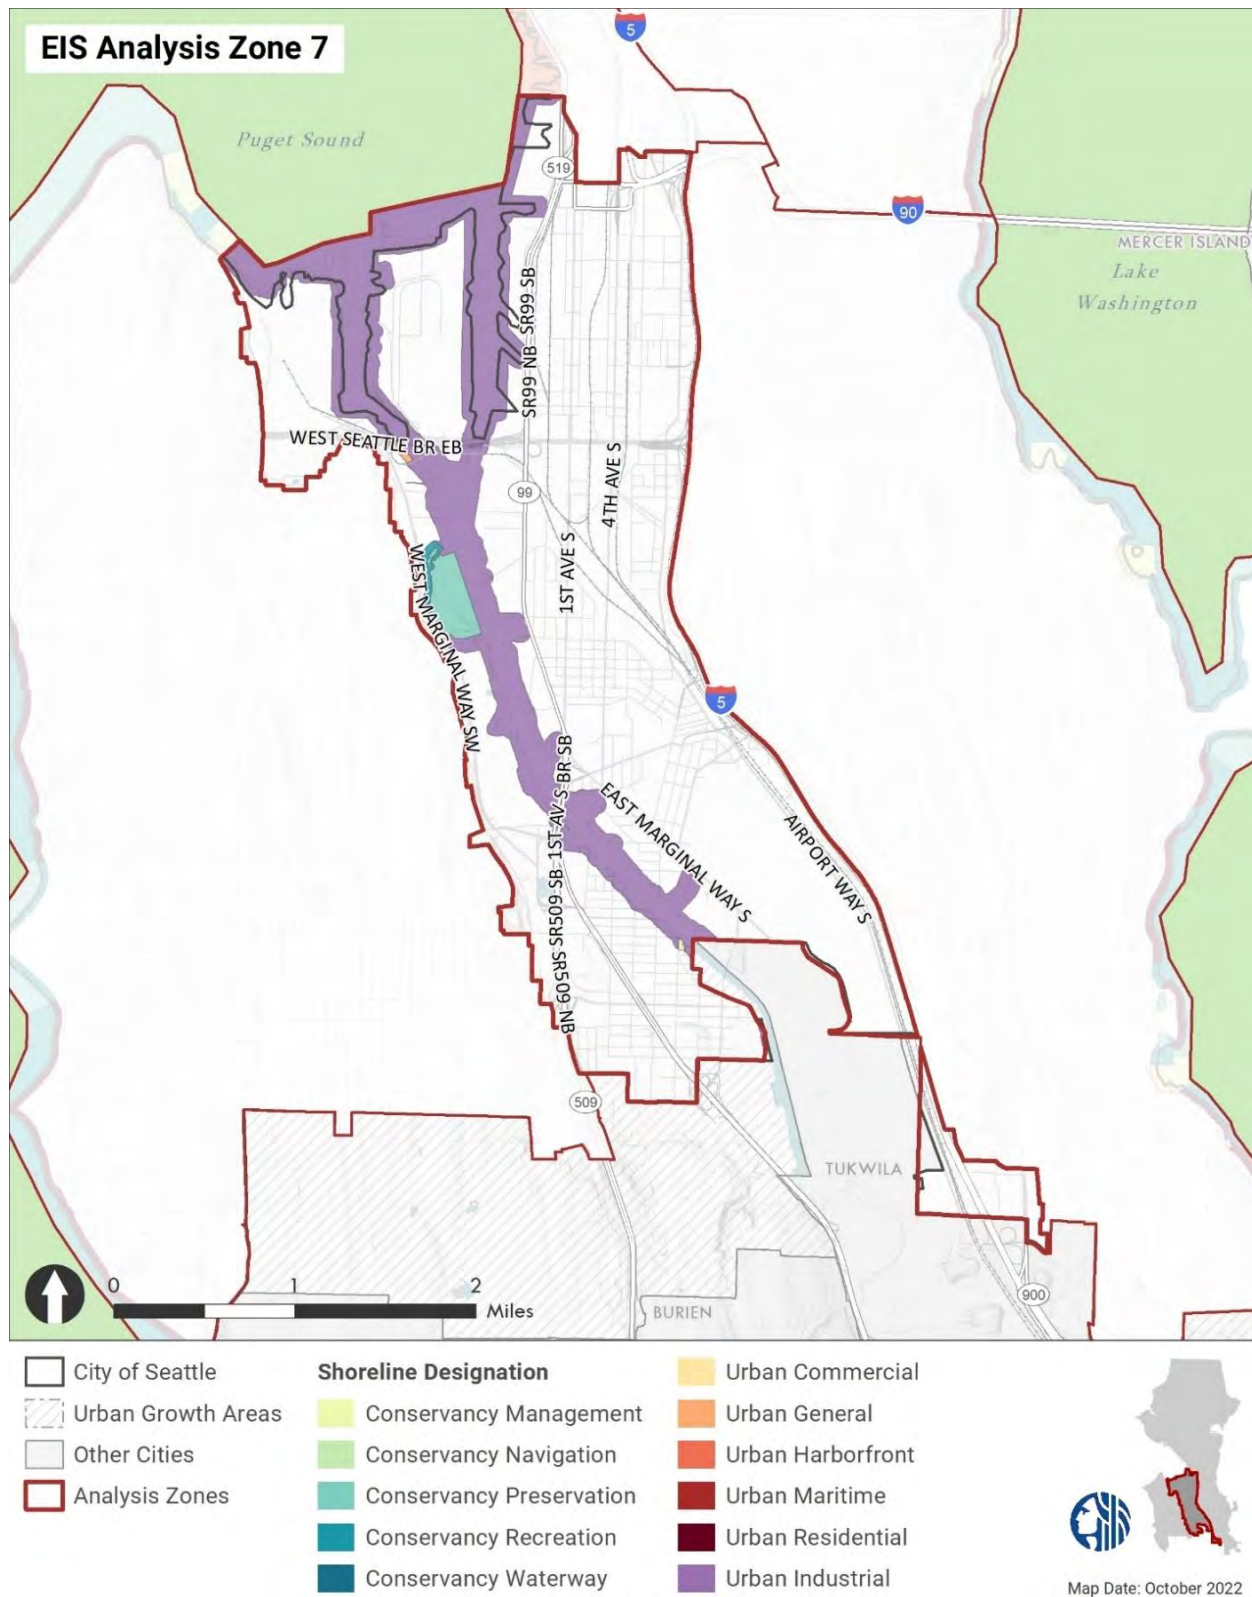 EIS Analysis Zone 7
5
Puget Sound
519
90
MERCER ISLAND
Lake
Washington
SR99 NB SR99 SB
WEST SEATTLE BR EB
99
4TH AVE S
1ST AVE S
WEST MARGINAL WAY SW
5
SR509 NB SR509 SB 1ST AV S BR SB
EAST MARGINAL WAY S
AIRPORT WAY S
509
TUKWILA
0 1 2
Miles
BURIEN
900
City of Seattle
Urban Growth Areas
Other Cities
Analysis Zones
Shoreline Designation
Conservancy Management
Conservancy Navigation
Conservancy Preservation
Conservancy Recreation
Conservancy Waterway
Urban Commercial
Urban General
Urban Harborfront
Urban Maritime
Urban Residential
Urban Industrial
Map Date: October 2022